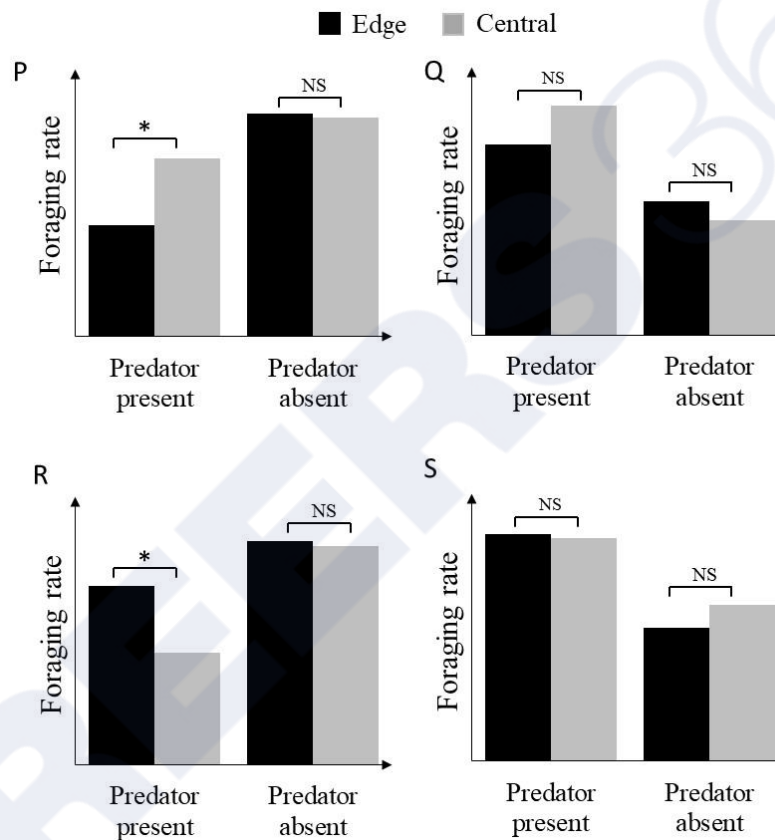 Edge Central
P
Foraging rate
*
NS
Predator present
Predator absent
Q
Foraging rate
NS
NS
Predator present
Predator absent
R
Foraging rate
*
NS
Predator present
Predator absent
S
Foraging rate
NS
NS
Predator present
Predator absent